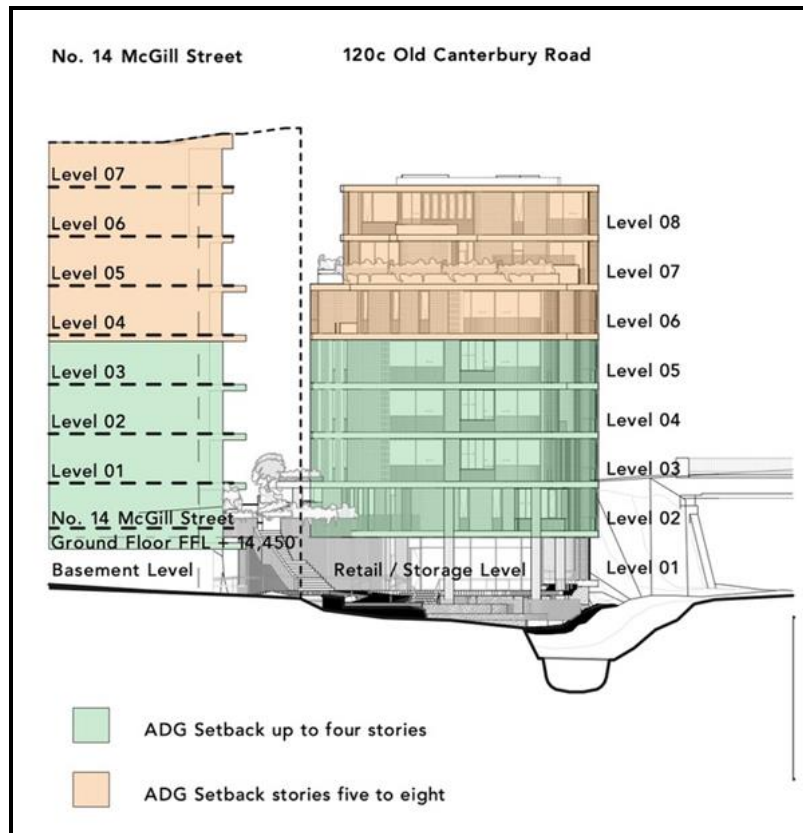 No. 14 McGill Street
120c Old Canterbury Road
Level 07
Level 06
Level 05
Level 04
Level 03
Level 02
Level 01
No. 14 McGill Street
Ground Floor FFL – 14,450
Basement Level
Retail / Storage Level
Level 08
Level 07
Level 06
Level 05
Level 04
Level 03
Level 02
Level 01
ADG Setback up to four stories
ADG Setback stories five to eight